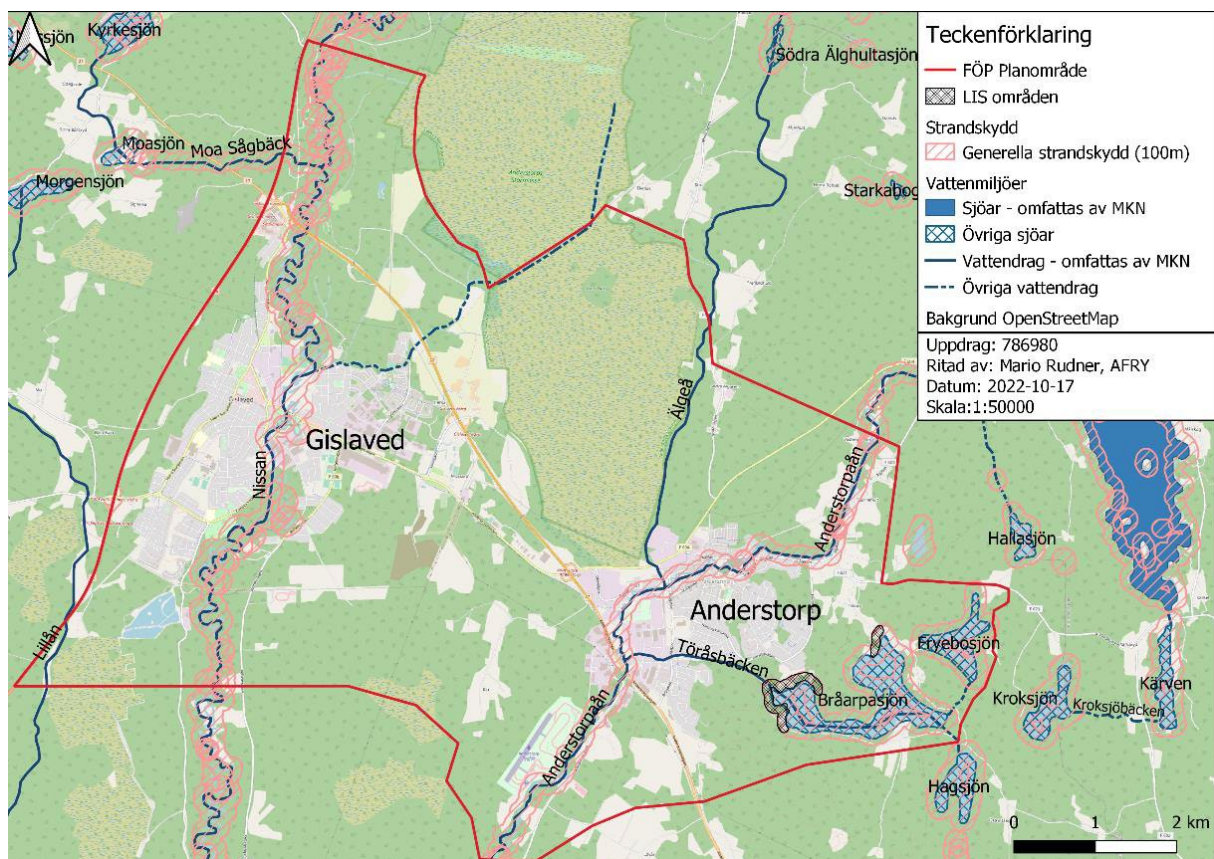 Kyrkesjön
Södra Älghultasjön
Moasjön
Moa Sågbäck
Morgensjön
Starkabog
Gislaved
Nissan
Älgeå
Anderstorpaån
Hallasjön
Lillån
Anderstorp
Töråsbäcken
Fryebosjön
Bråarpasjön
Kroksjön
Kroksjöbäcken
Kärven
Anderstorpaån
Hagsjön
Teckenförklaring
FÖP Planområde
LIS områden
Strandskydd
Generella strandskydd (100m)
Vattenmiljöer
Sjöar - omfattas av MKN
Övriga sjöar
Vattendrag - omfattas av MKN
Övriga vattendrag
Bakgrund OpenStreetMap
Uppdrag: 786980
Ritad av: Mario Rudner, AFRY
Datum: 2022-10-17
Skala:1:50000
0 1 2 km